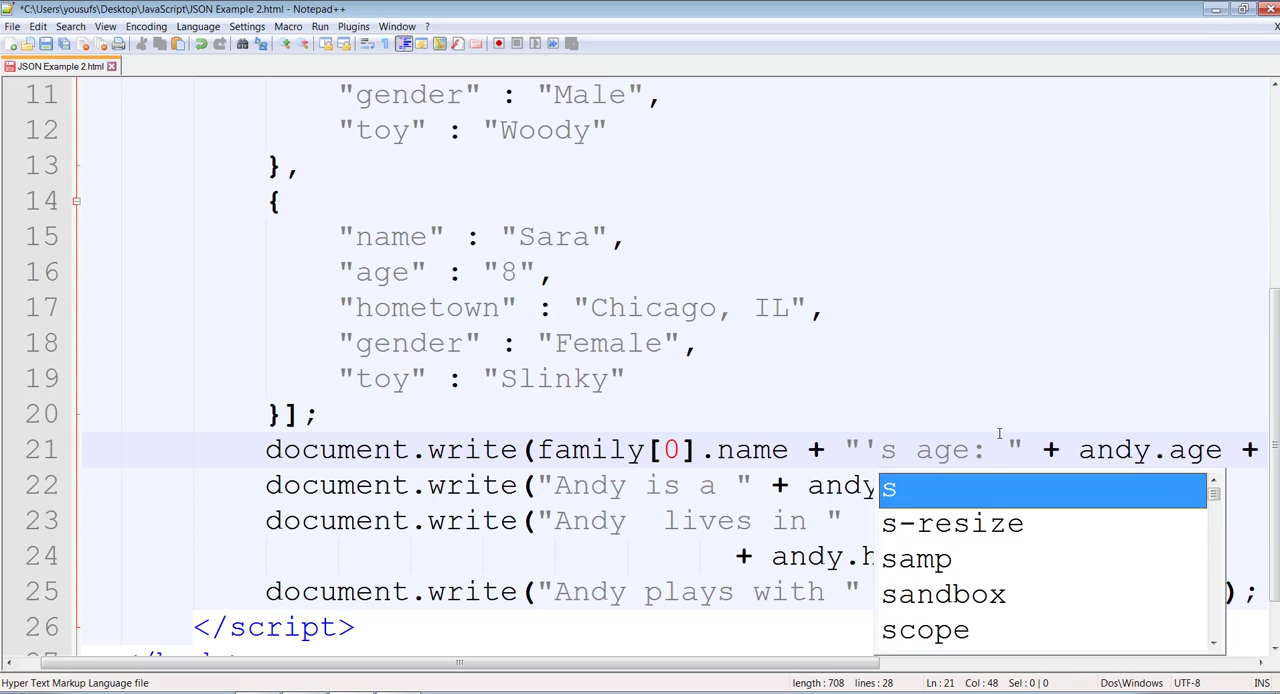 *C:\Users\yousufs\Desktop\JavaScript\JSON Example 2.html - Notepad++
File Edit Search View Encoding Language Settings Macro Run Plugins Window ? X
JSON Example 2.html
11 "gender" : "Male",
12 "toy" : "Woody"
13 },
14 {
15 "name" : "Sara",
16 "age" : "8",
17 "hometown" : "Chicago, IL",
18 "gender" : "Female",
19 "toy" : "Slinky"
20 }];
21 document.write(family[0].name + "'s age: " + andy.age +
22 document.write("Andy is a " + andy
s
23 document.write("Andy  lives in "
s-resize
24 + andy.h
samp
25 document.write("Andy plays with " );
sandbox
26 </script>
scope
Hyper Text Markup Language file length : 708 lines : 28 Ln : 21 Col : 48 Sel : 0 | 0 Dos\Windows UTF-8 INS